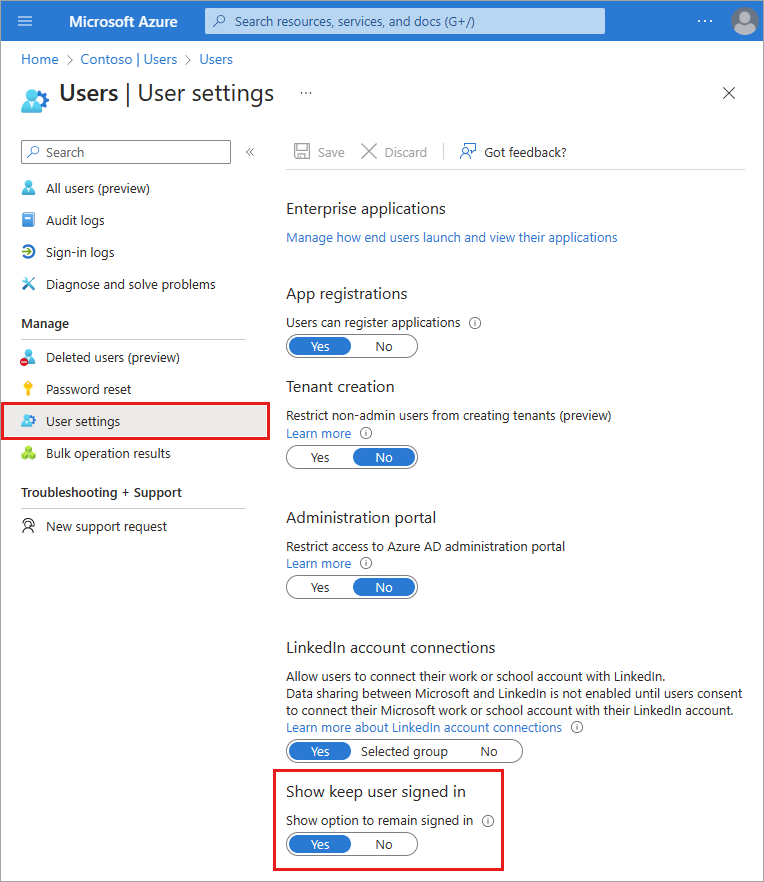 Microsoft Azure
Search resources, services, and docs (G+/)
...
Home > Contoso | Users > Users
Users | User settings
...
Search
«
All users (preview)
Audit logs
Sign-in logs
Diagnose and solve problems
Manage
Deleted users (preview)
Password reset
User settings
Bulk operation results
Troubleshooting + Support
New support request
Save
Discard
Got feedback?
Enterprise applications
Manage how end users launch and view their applications
App registrations
Users can register applications
Yes No
Tenant creation
Restrict non-admin users from creating tenants (preview)
Learn more
Yes No
Administration portal
Restrict access to Azure AD administration portal
Learn more
Yes No
LinkedIn account connections
Allow users to connect their work or school account with LinkedIn.
Data sharing between Microsoft and LinkedIn is not enabled until users consent
to connect their Microsoft work or school account with their LinkedIn account.
Learn more about LinkedIn account connections
Yes Selected group No
Show keep user signed in
Show option to remain signed in
Yes No